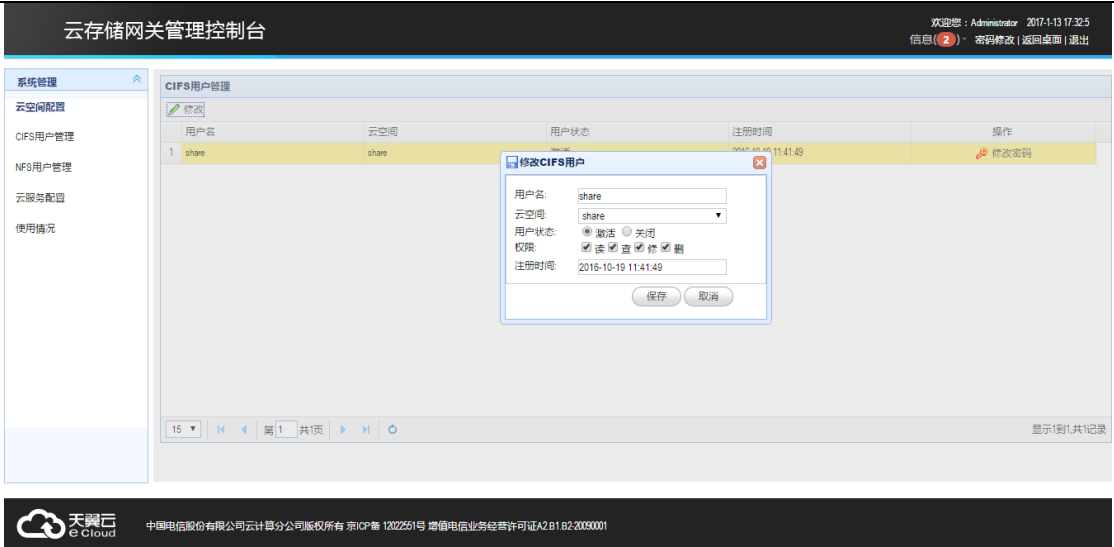 云存储网关管理控制台
欢迎您：Administrator 2017-1-13 17:32:5
信息(2) 密码修改 | 返回桌面 | 退出
系统管理
云空间配置
CIFS用户管理
NFS用户管理
云服务配置
使用情况
CIFS用户管理
修改
用户名 云空间 用户状态 注册时间 操作
1 share share 激活 2016-10-19 11:41:49 修改密码
修改CIFS用户
用户名: share
云空间: share
用户状态: 激活 关闭
权限: 读 查 修 删
注册时间: 2016-10-19 11:41:49
保存 取消
15 第 1 共1页
显示1到1,共1记录
天翼云
e Cloud
中国电信股份有限公司云计算分公司版权所有 京ICP备 12022551号 增值电信业务经营许可证A2.B1.B2-20090001